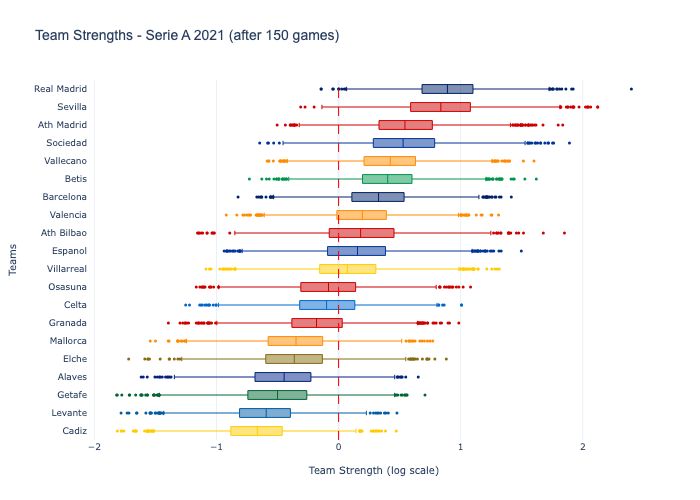 Team Strengths - Serie A 2021 (after 150 games)
Real Madrid
Sevilla
Ath Madrid
Sociedad
Vallecano
Betis
Barcelona
Valencia
Ath Bilbao
Espanol
Villarreal
Osasuna
Celta
Granada
Mallorca
Elche
Alaves
Getafe
Levante
Cadiz
Teams
−2 −1 0 1 2
Team Strength (log scale)